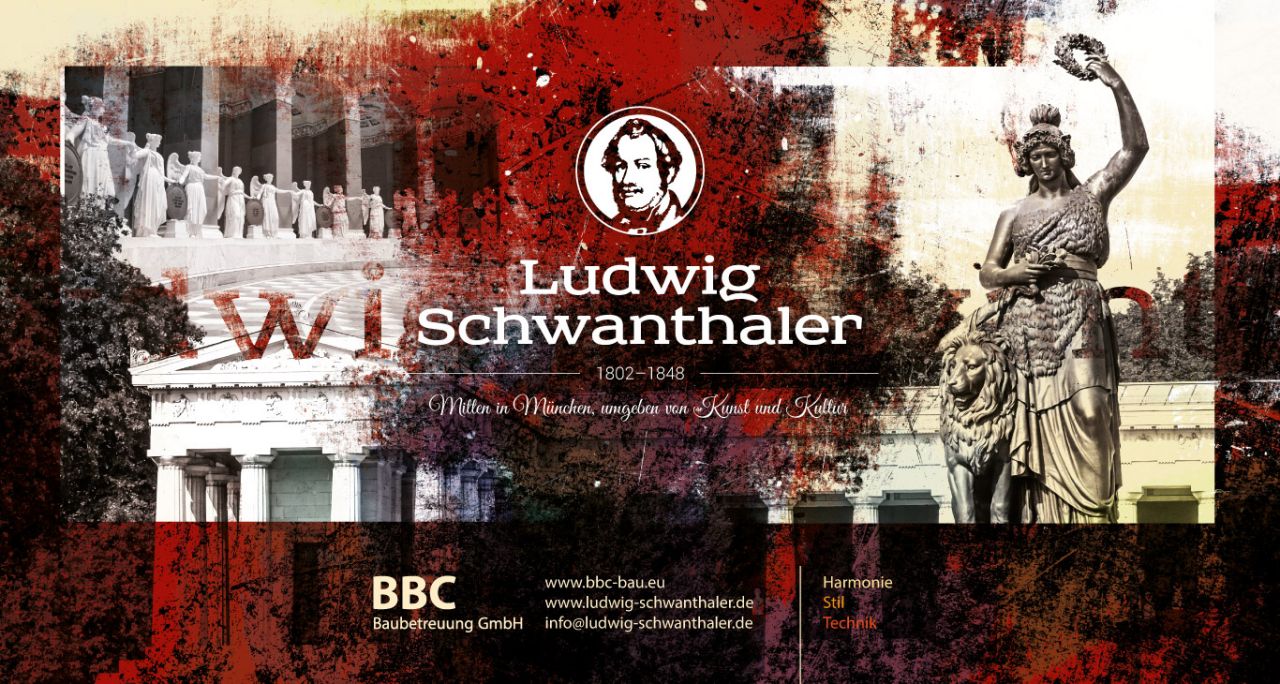 Ludwig
Schwanthaler
1802–1848
Mitten in München, umgeben von Kunst und Kultur
wi
BBC
Baubetreuung GmbH
www.bbc-bau.eu
www.ludwig-schwanthaler.de
info@ludwig-schwanthaler.de
Harmonie
Stil
Technik